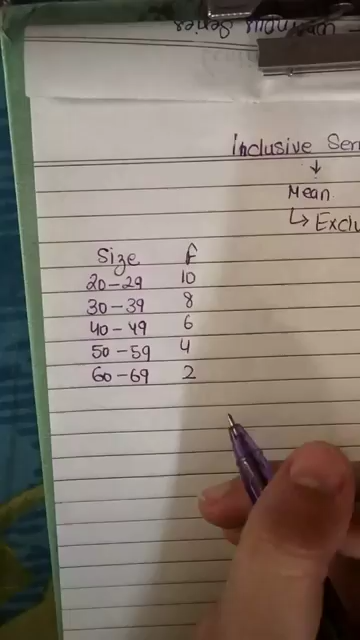 Inclusive Ser
↓
Mean
↳ Exclu
Size f
20-29 10
30-39 8
40-49 6
50-59 4
60-69 2